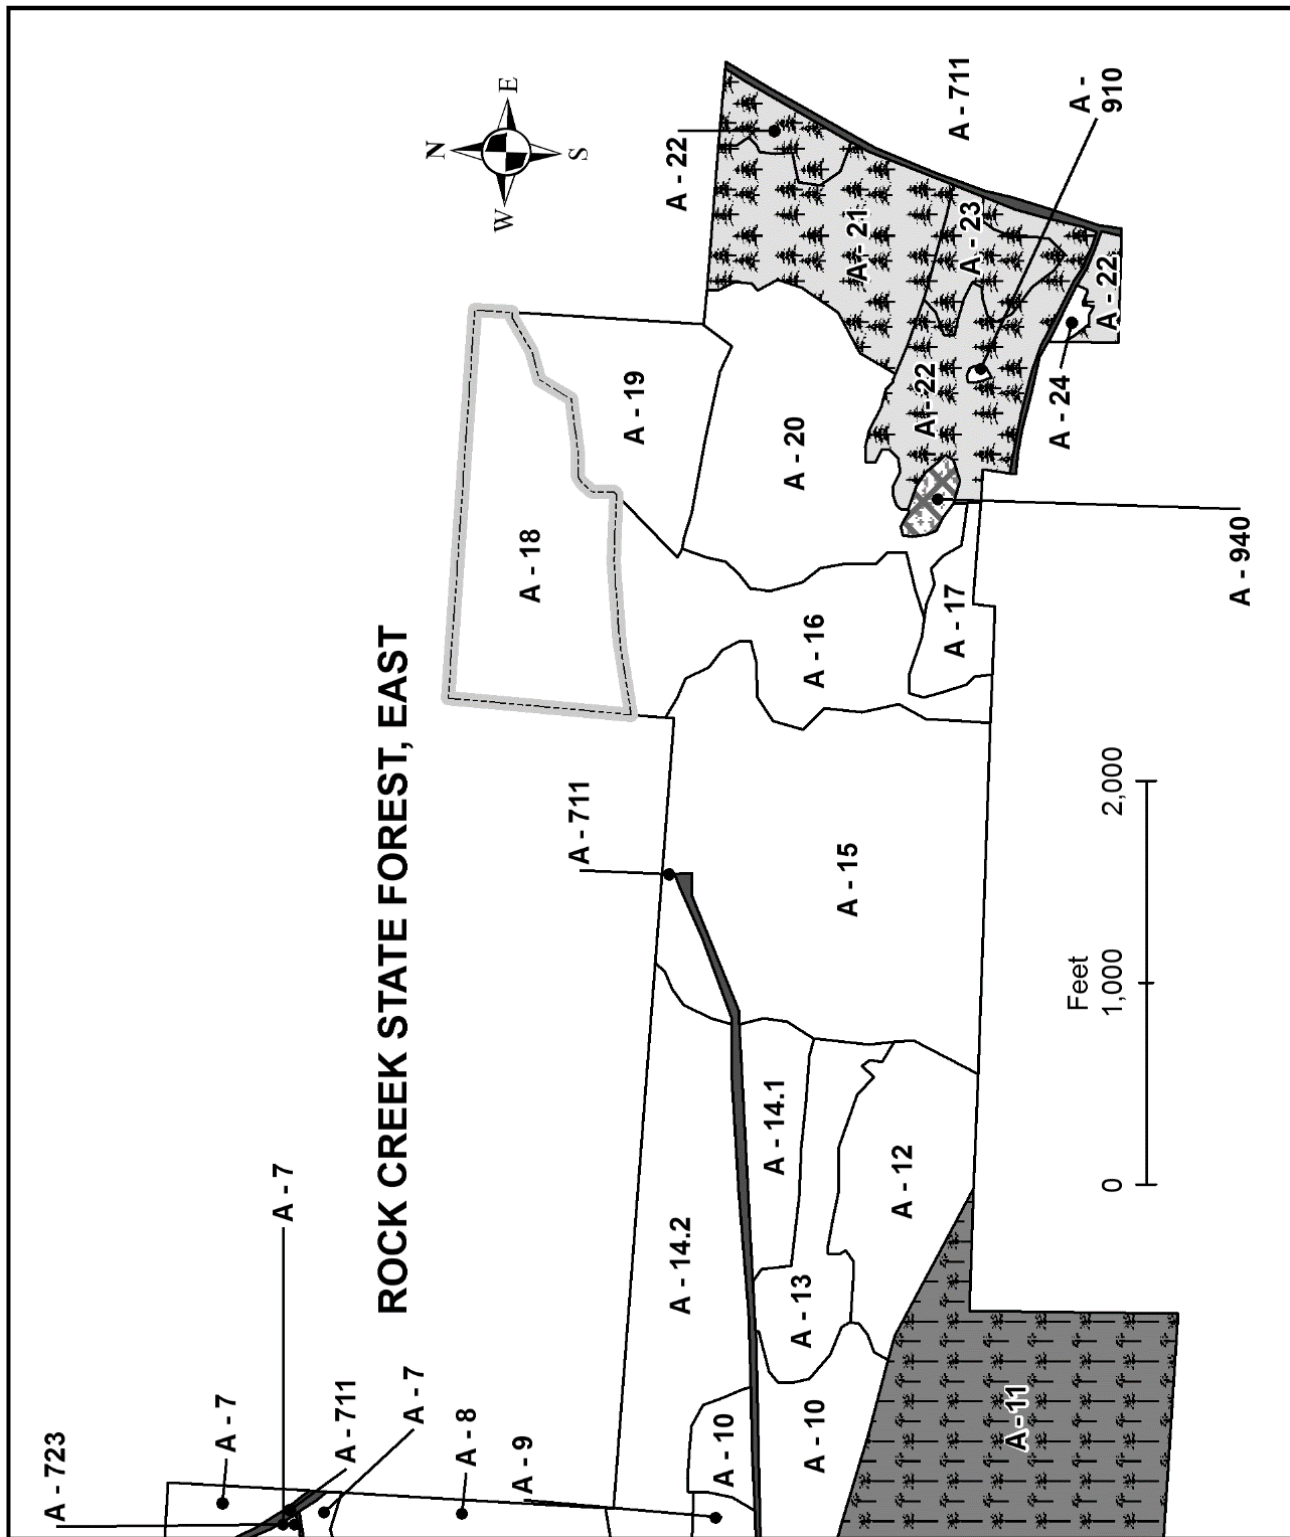 ROCK CREEK STATE FOREST, EAST
N
E
S
W
A - 723
A - 7
A - 7
A - 711
A - 7
A - 8
A - 9
A - 10
A - 10
A - 11
A - 14.2
A - 13
A - 14.1
A - 12
A - 711
A - 15
A - 16
A - 17
A - 18
A - 19
A - 20
A - 22
A - 21
A - 23
A - 22
A - 711
A -
910
A - 22
A - 24
A - 940
Feet
0
1,000
2,000